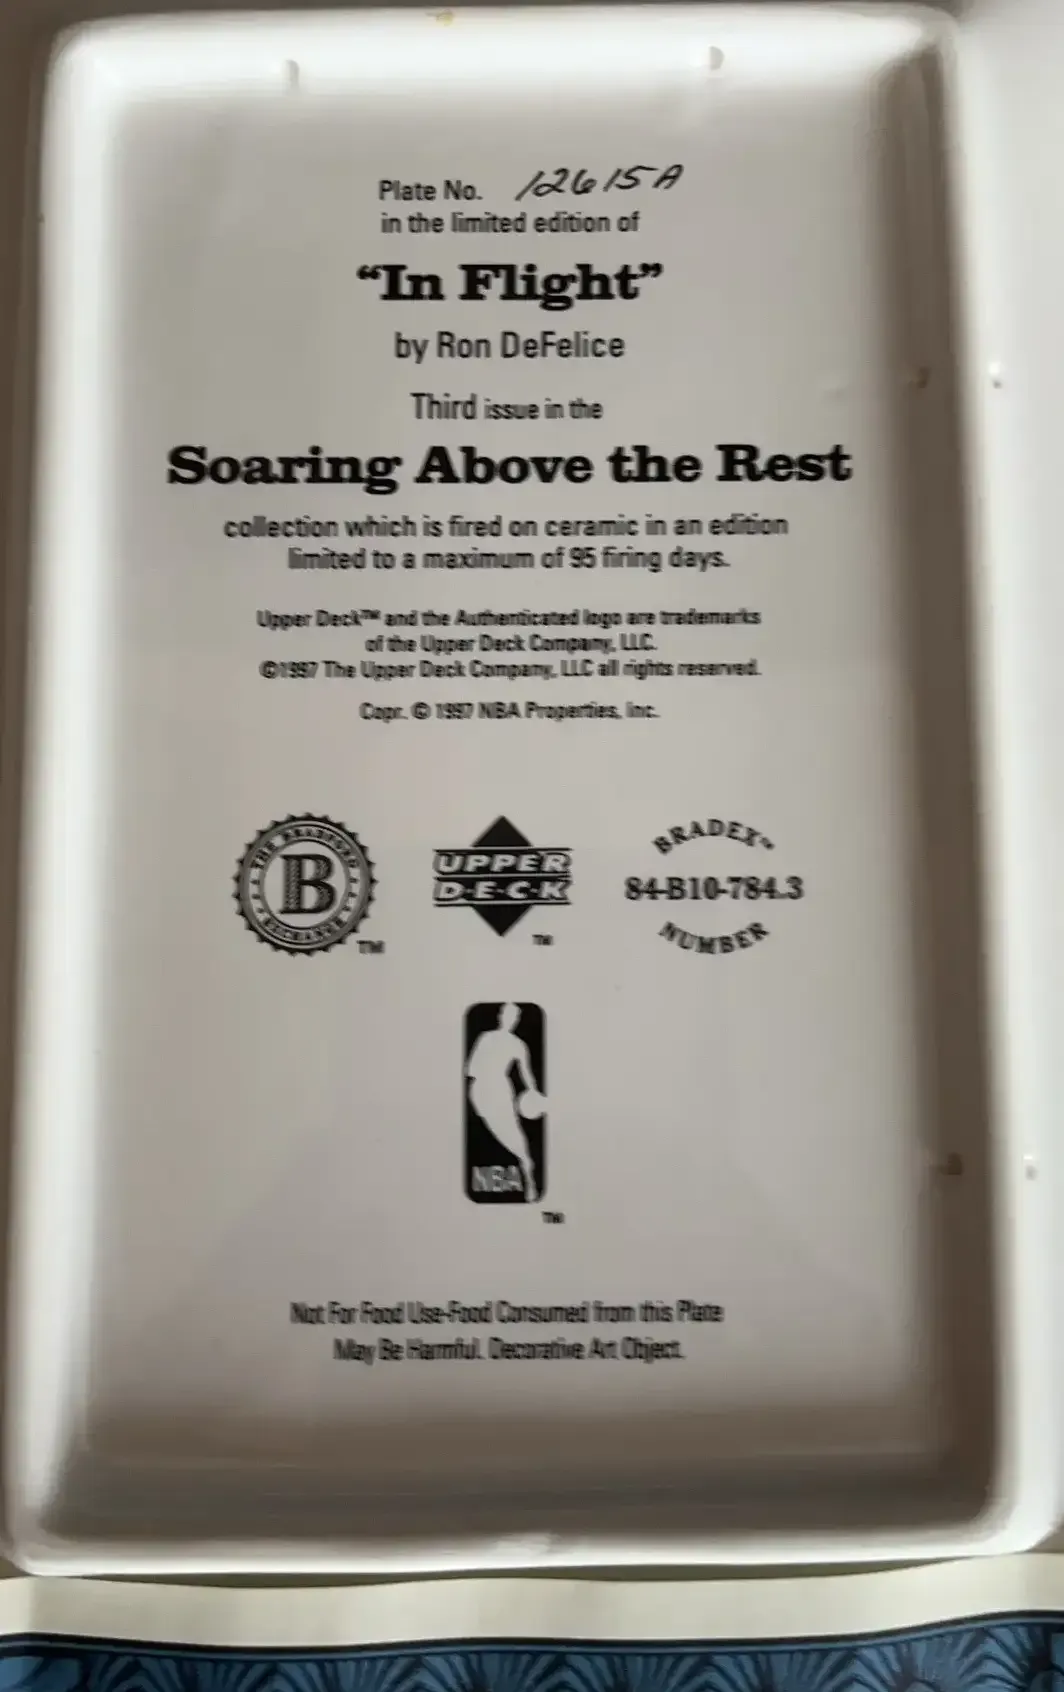 Plate No. 12615A
in the limited edition of
“In Flight”
by Ron DeFelice
Third issue in the
Soaring Above the Rest
collection which is fired on ceramic in an edition
limited to a maximum of 95 firing days.
Upper Deck™ and the Authenticated logo are trademarks
of the Upper Deck Company, LLC.
©1997 The Upper Deck Company, LLC all rights reserved.
Copr. © 1997 NBA Properties, Inc.
THE BRADFORD
B
EXCHANGE
TM
UPPER
D·E·C·K
TM
BRADEX™
84-B10-784.3
NUMBER
NBA
TM
Not For Food Use-Food Consumed from this Plate
May Be Harmful. Decorative Art Object.